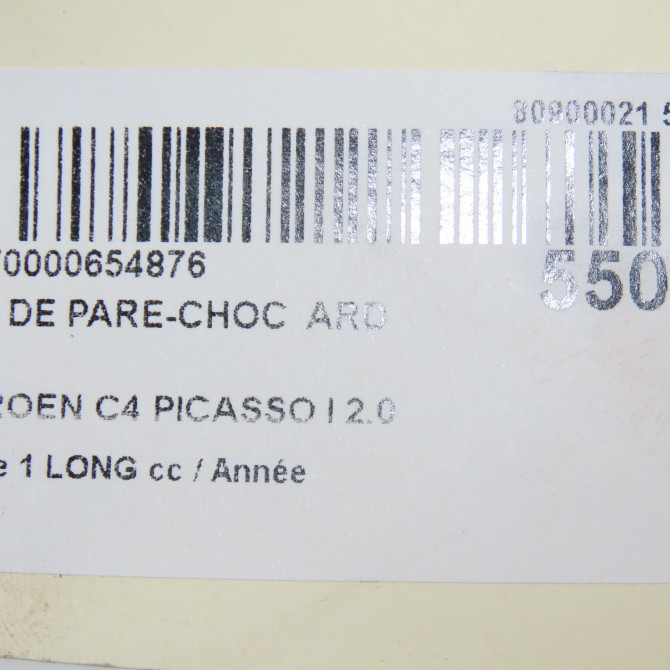 80900021 5
70000654876
550
DE PARE-CHOC ARD
ROEN C4 PICASSO I 2.0
e 1 LONG cc / Année